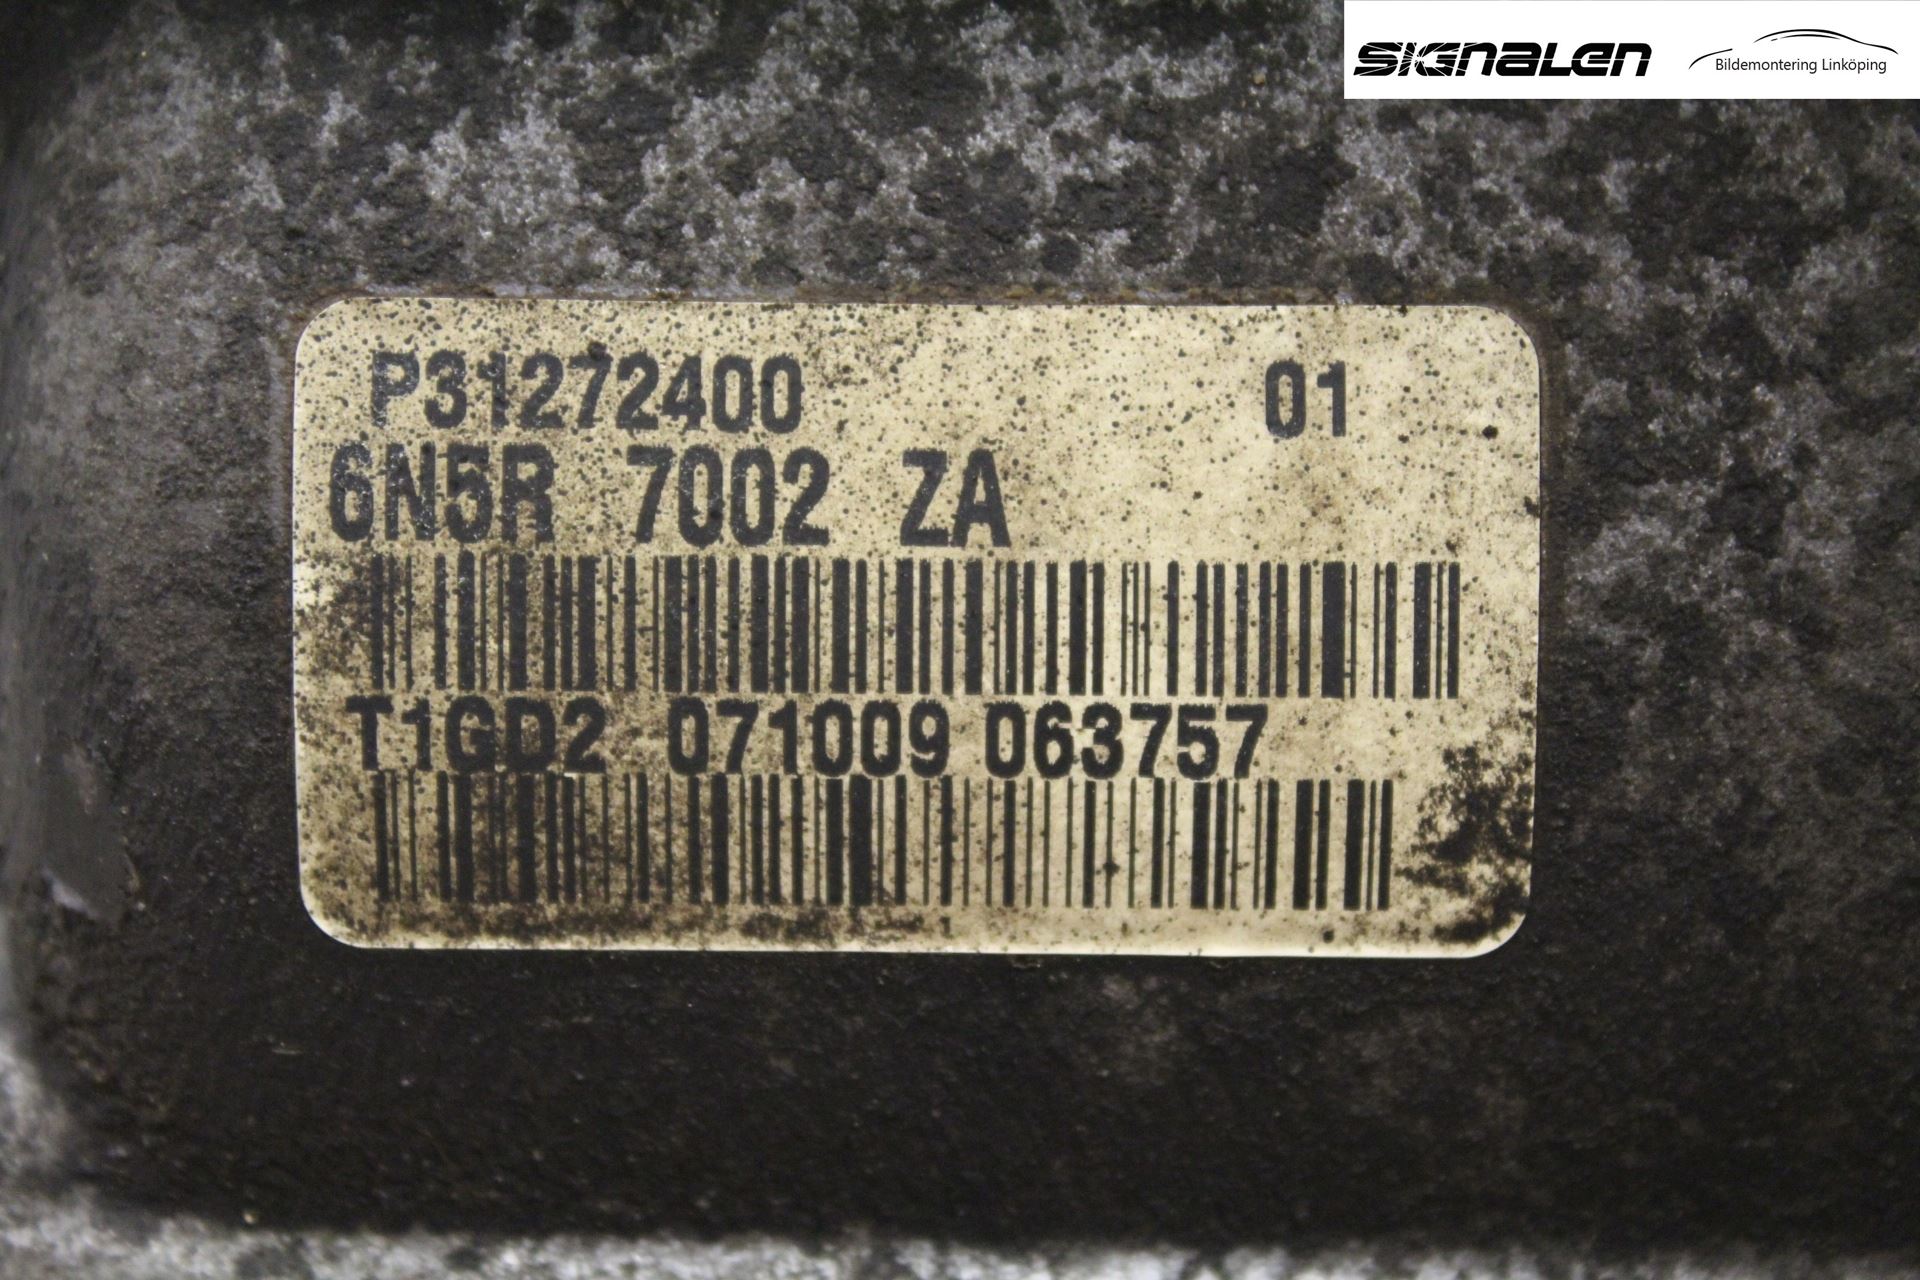 SIGNALEN
Bildemontering Linköping
P31272400 01
6N5R 7002 ZA
T1GD2 071009 063757